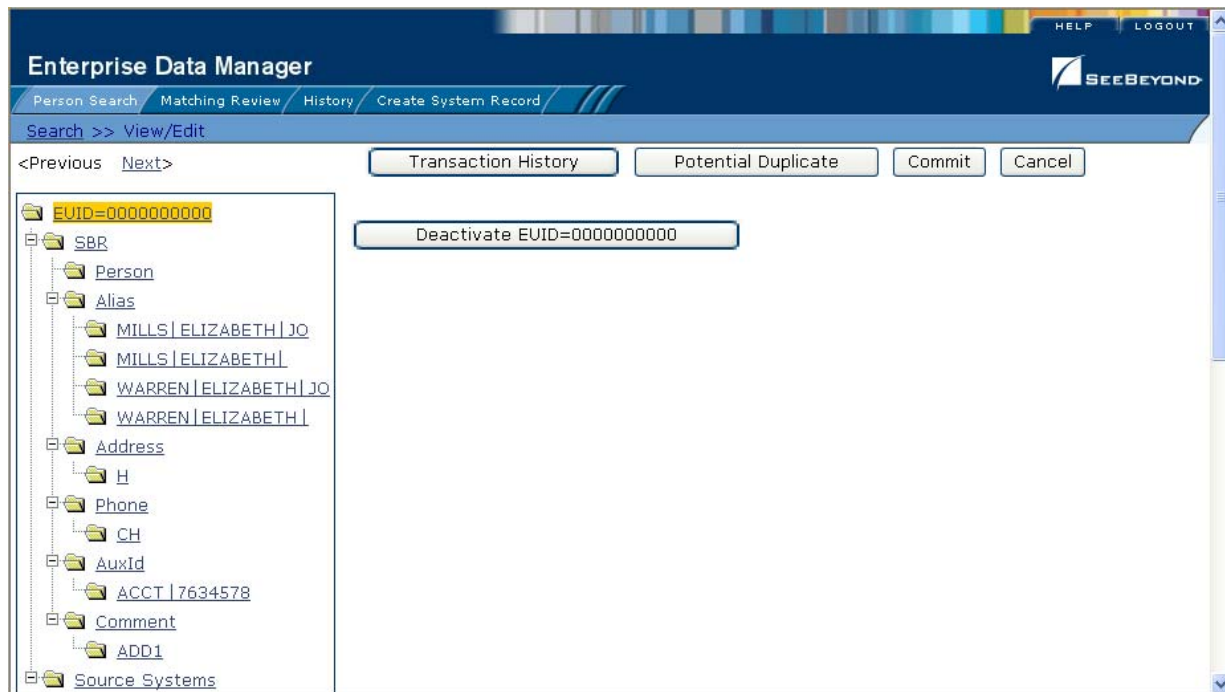 HELP LOGOUT
Enterprise Data Manager
SEEBEYOND
Person Search Matching Review History Create System Record
Search >> View/Edit
<Previous Next> Transaction History Potential Duplicate Commit Cancel
EUID=0000000000
Deactivate EUID=0000000000
SBR
Person
Alias
MILLS|ELIZABETH|JO
MILLS|ELIZABETH|
WARREN|ELIZABETH|JO
WARREN|ELIZABETH|
Address
H
Phone
CH
AuxId
ACCT|7634578
Comment
ADD1
Source Systems